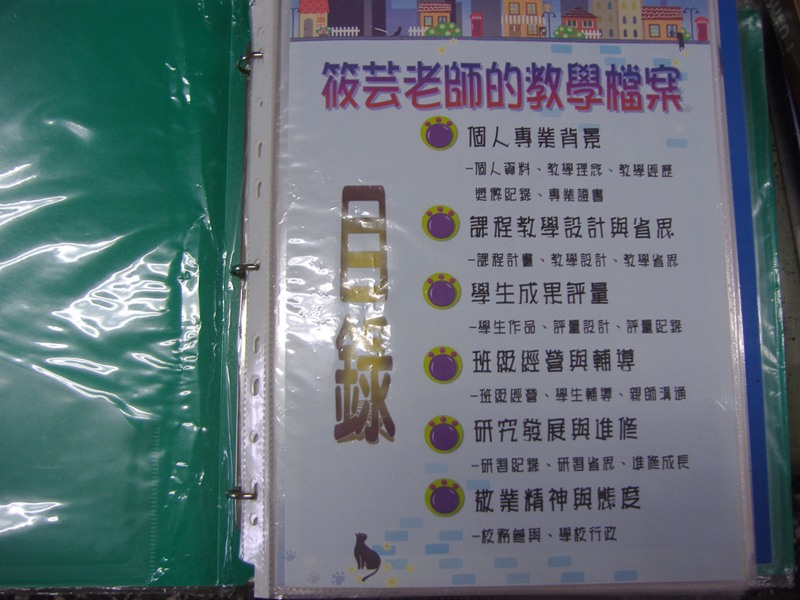 筱芸老師的教學檔案
目錄
個人專業背景
-個人資料、教學理念、教學經歷
獎懲記錄、專業證書
課程教學設計與省思
-課程計畫、教學設計、教學省思
學生成果評量
-學生作品、評量設計、評量記錄
班級經營與輔導
-班級經營、學生輔導、親師溝通
研究發展與進修
-研習記錄、研習省思、進修成長
敬業精神與態度
-校務參與、學校行政